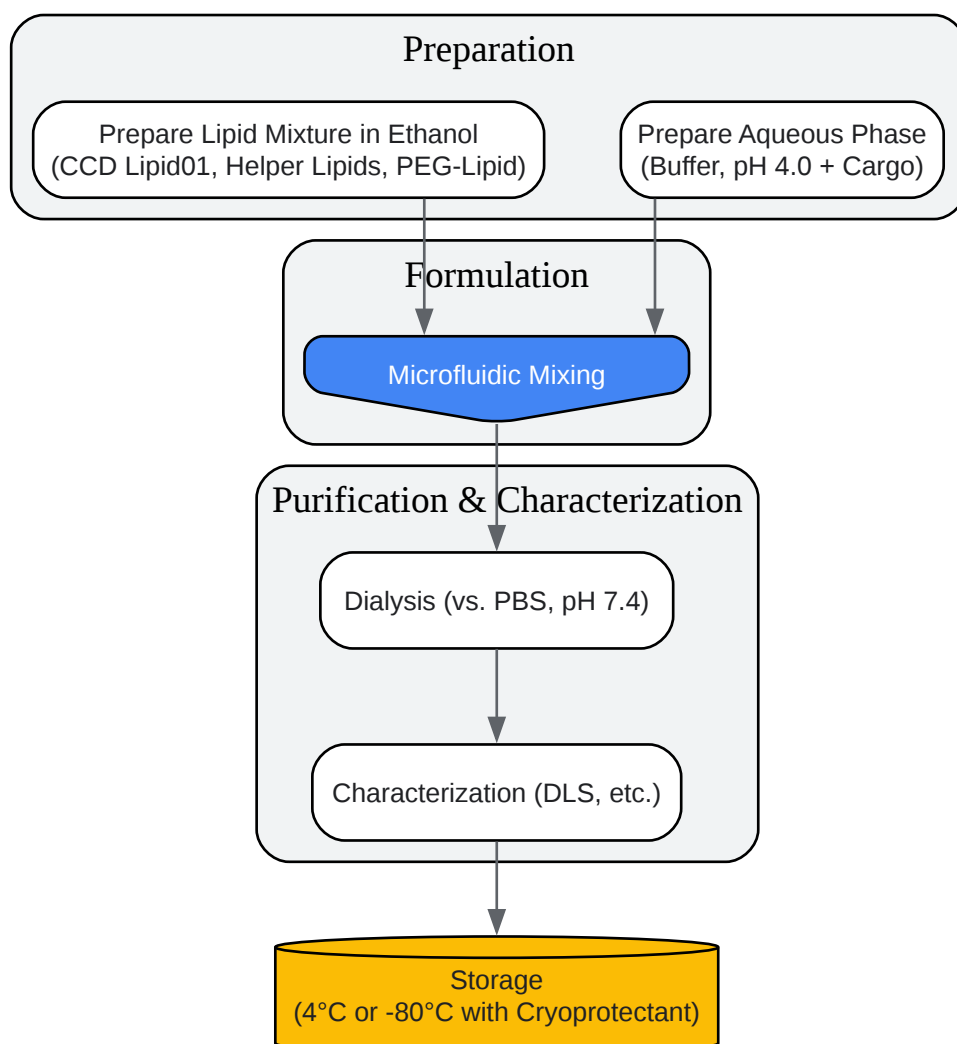 Preparation
Prepare Lipid Mixture in Ethanol
(CCD Lipid01, Helper Lipids, PEG-Lipid)
Prepare Aqueous Phase
(Buffer, pH 4.0 + Cargo)
Formulation
Microfluidic Mixing
Purification & Characterization
Dialysis (vs. PBS, pH 7.4)
Characterization (DLS, etc.)
Storage
(4°C or -80°C with Cryoprotectant)